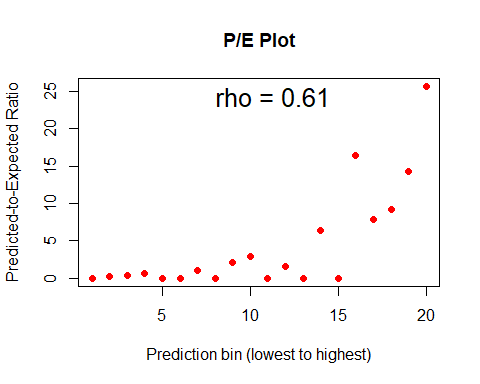 P/E Plot
rho = 0.61
Predicted-to-Expected Ratio
25
20
15
10
5
0
5
10
15
20
Prediction bin (lowest to highest)